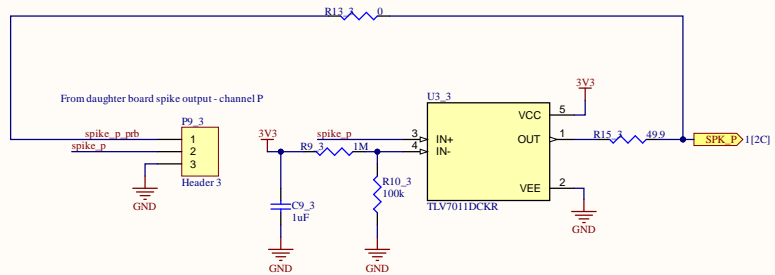 R13_3 0
From daughter board spike output - channel P
P9_3
spike_p_prb 1
spike_p 2
3
Header 3
GND
3V3
R9_3 1M
spike_p
C9_3
1uF
GND
R10_3
100k
GND
U3_3
3 IN+
4 IN-
VCC 5
OUT 1
VEE 2
TLV7011DCKR
3V3
GND
R15_3 49.9
SPK_P 1[2C]